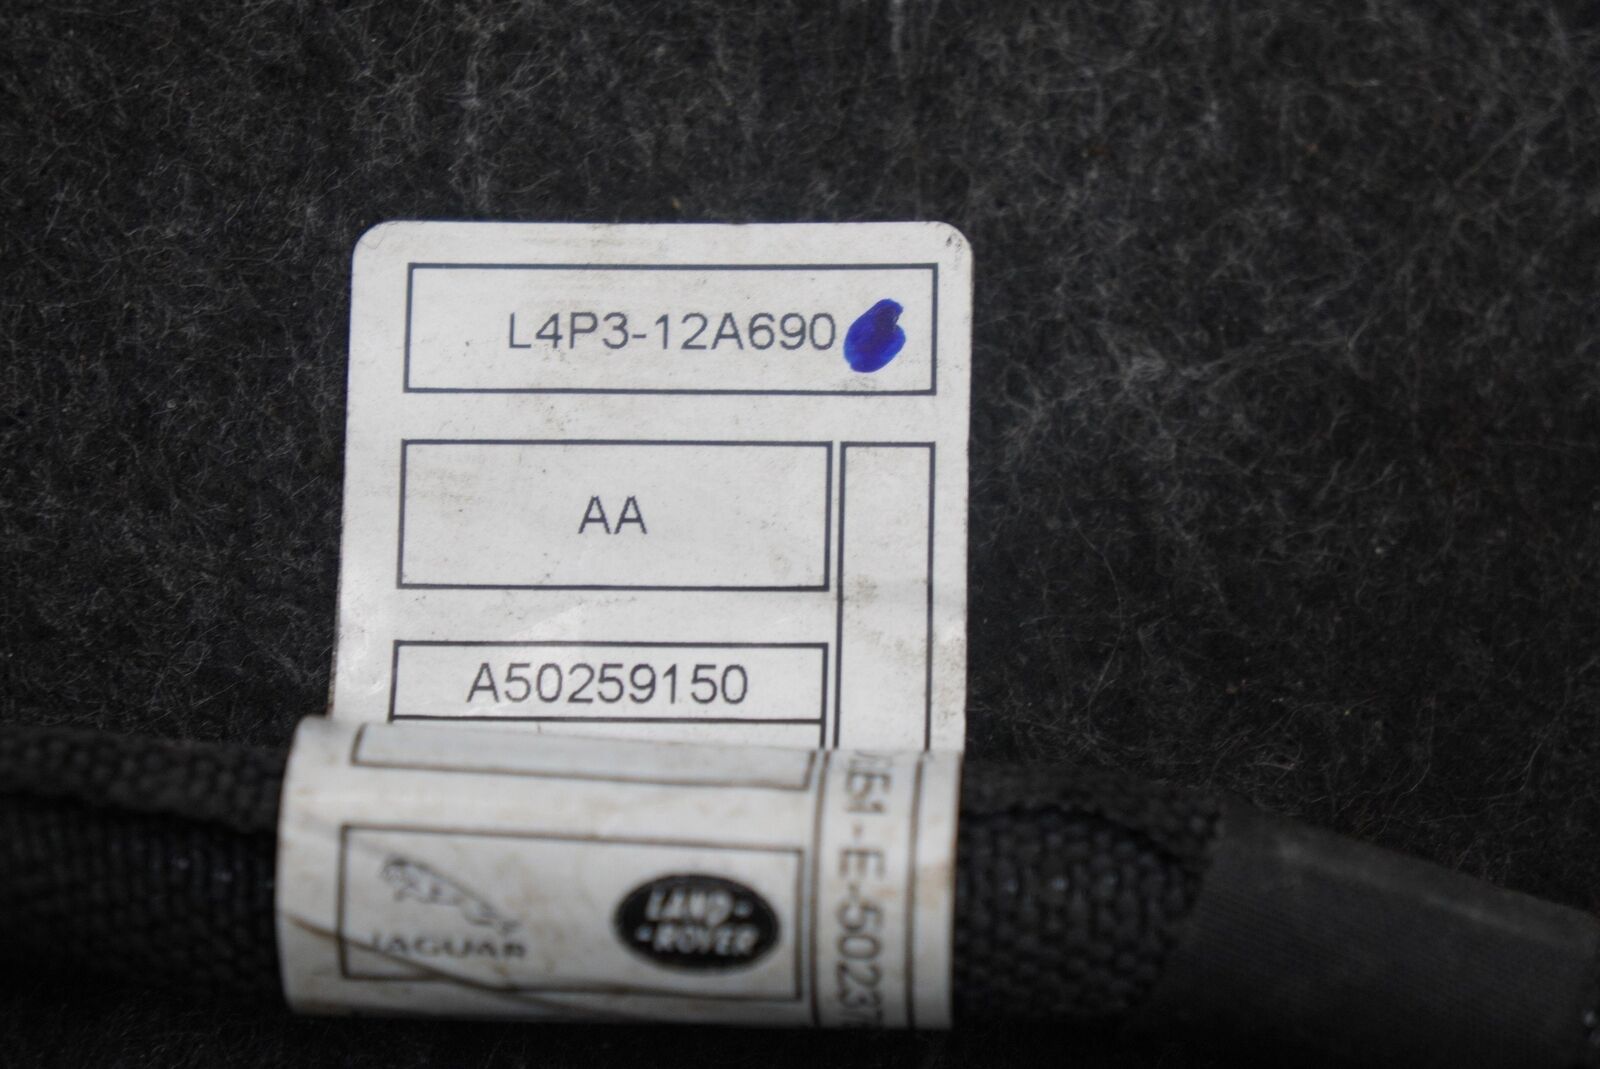 L4P3-12A690
AA
A50259150
JAGUAR
LAND-
-ROVER